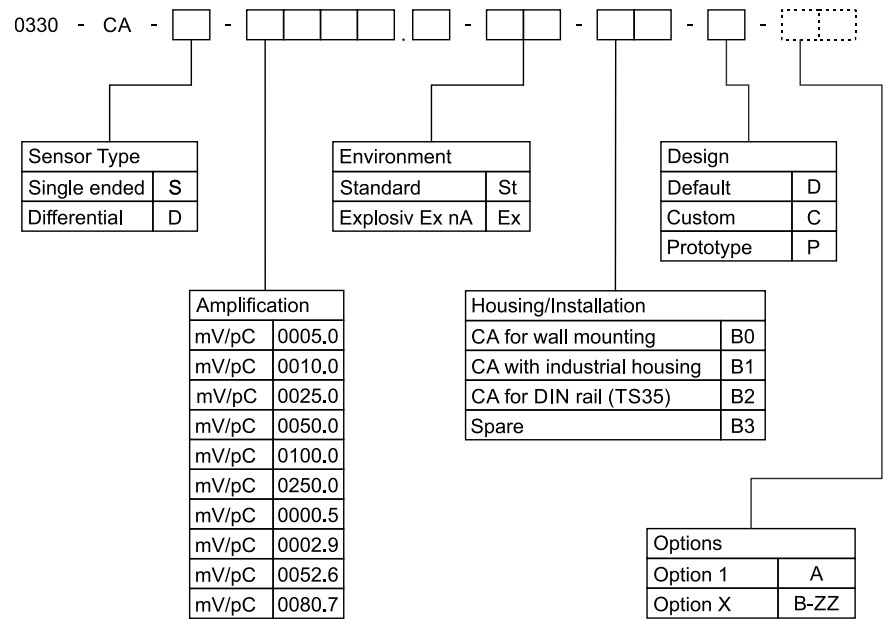 0330 - CA - - . - - - -
Sensor Type
Single ended S
Differential D
Environment
Standard St
Explosiv Ex nA Ex
Design
Default D
Custom C
Prototype P
Amplification
mV/pC 0005.0
mV/pC 0010.0
mV/pC 0025.0
mV/pC 0050.0
mV/pC 0100.0
mV/pC 0250.0
mV/pC 0000.5
mV/pC 0002.9
mV/pC 0052.6
mV/pC 0080.7
Housing/Installation
CA for wall mounting B0
CA with industrial housing B1
CA for DIN rail (TS35) B2
Spare B3
Options
Option 1 A
Option X B-ZZ